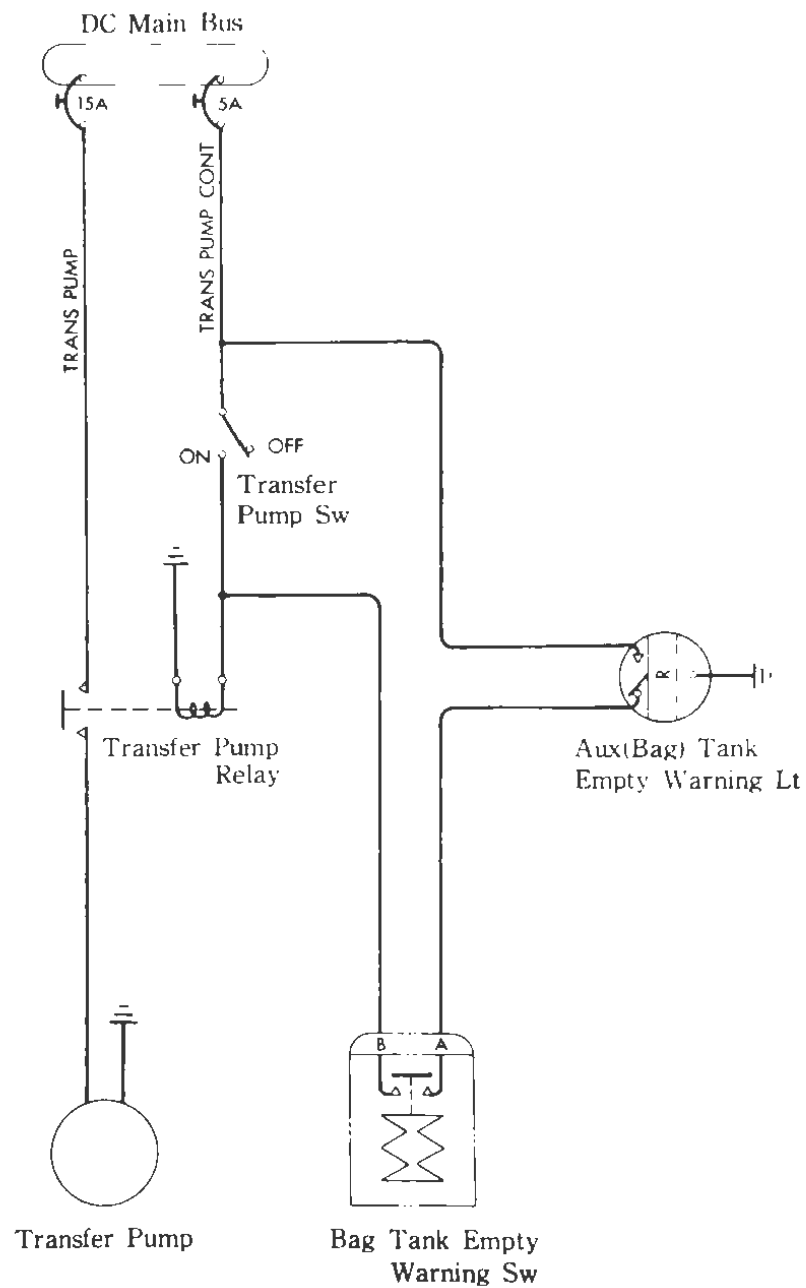 DC Main Bus
15A
5A
TRANS PUMP
TRANS PUMP CONT
ON
OFF
Transfer
Pump Sw
Transfer Pump
Relay
R
Aux(Bag) Tank
Empty Warning Lt
B
A
Transfer Pump
Bag Tank Empty
Warning Sw